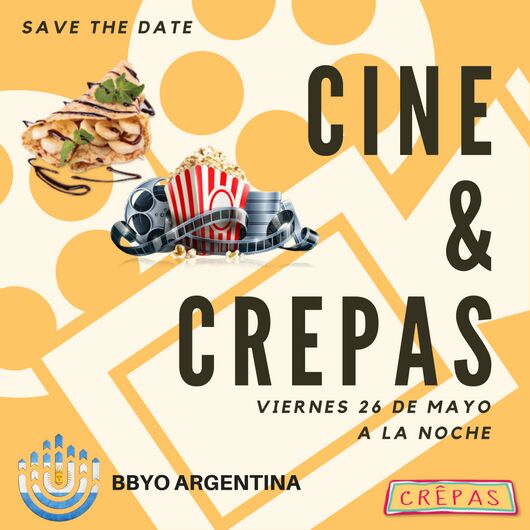 SAVE THE DATE
CINE
&
CREPAS
VIERNES 26 DE MAYO
A LA NOCHE
BBYO ARGENTINA
CRÊPAS